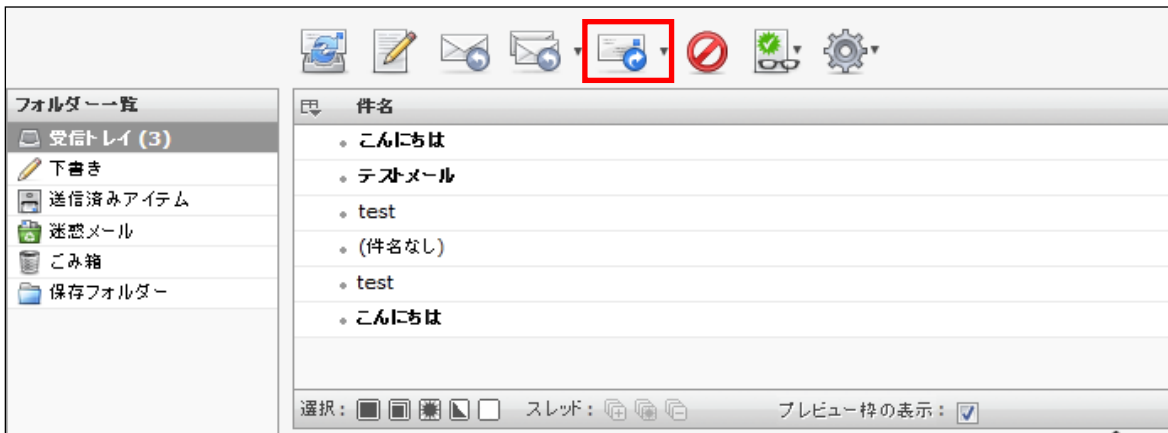 フォルダー一覧
受信トレイ (3)
下書き
送信済みアイテム
迷惑メール
ごみ箱
保存フォルダー
件名
こんにちは
テストメール
test
(件名なし)
test
こんにちは
選択：
スレッド：
プレビュー枠の表示：